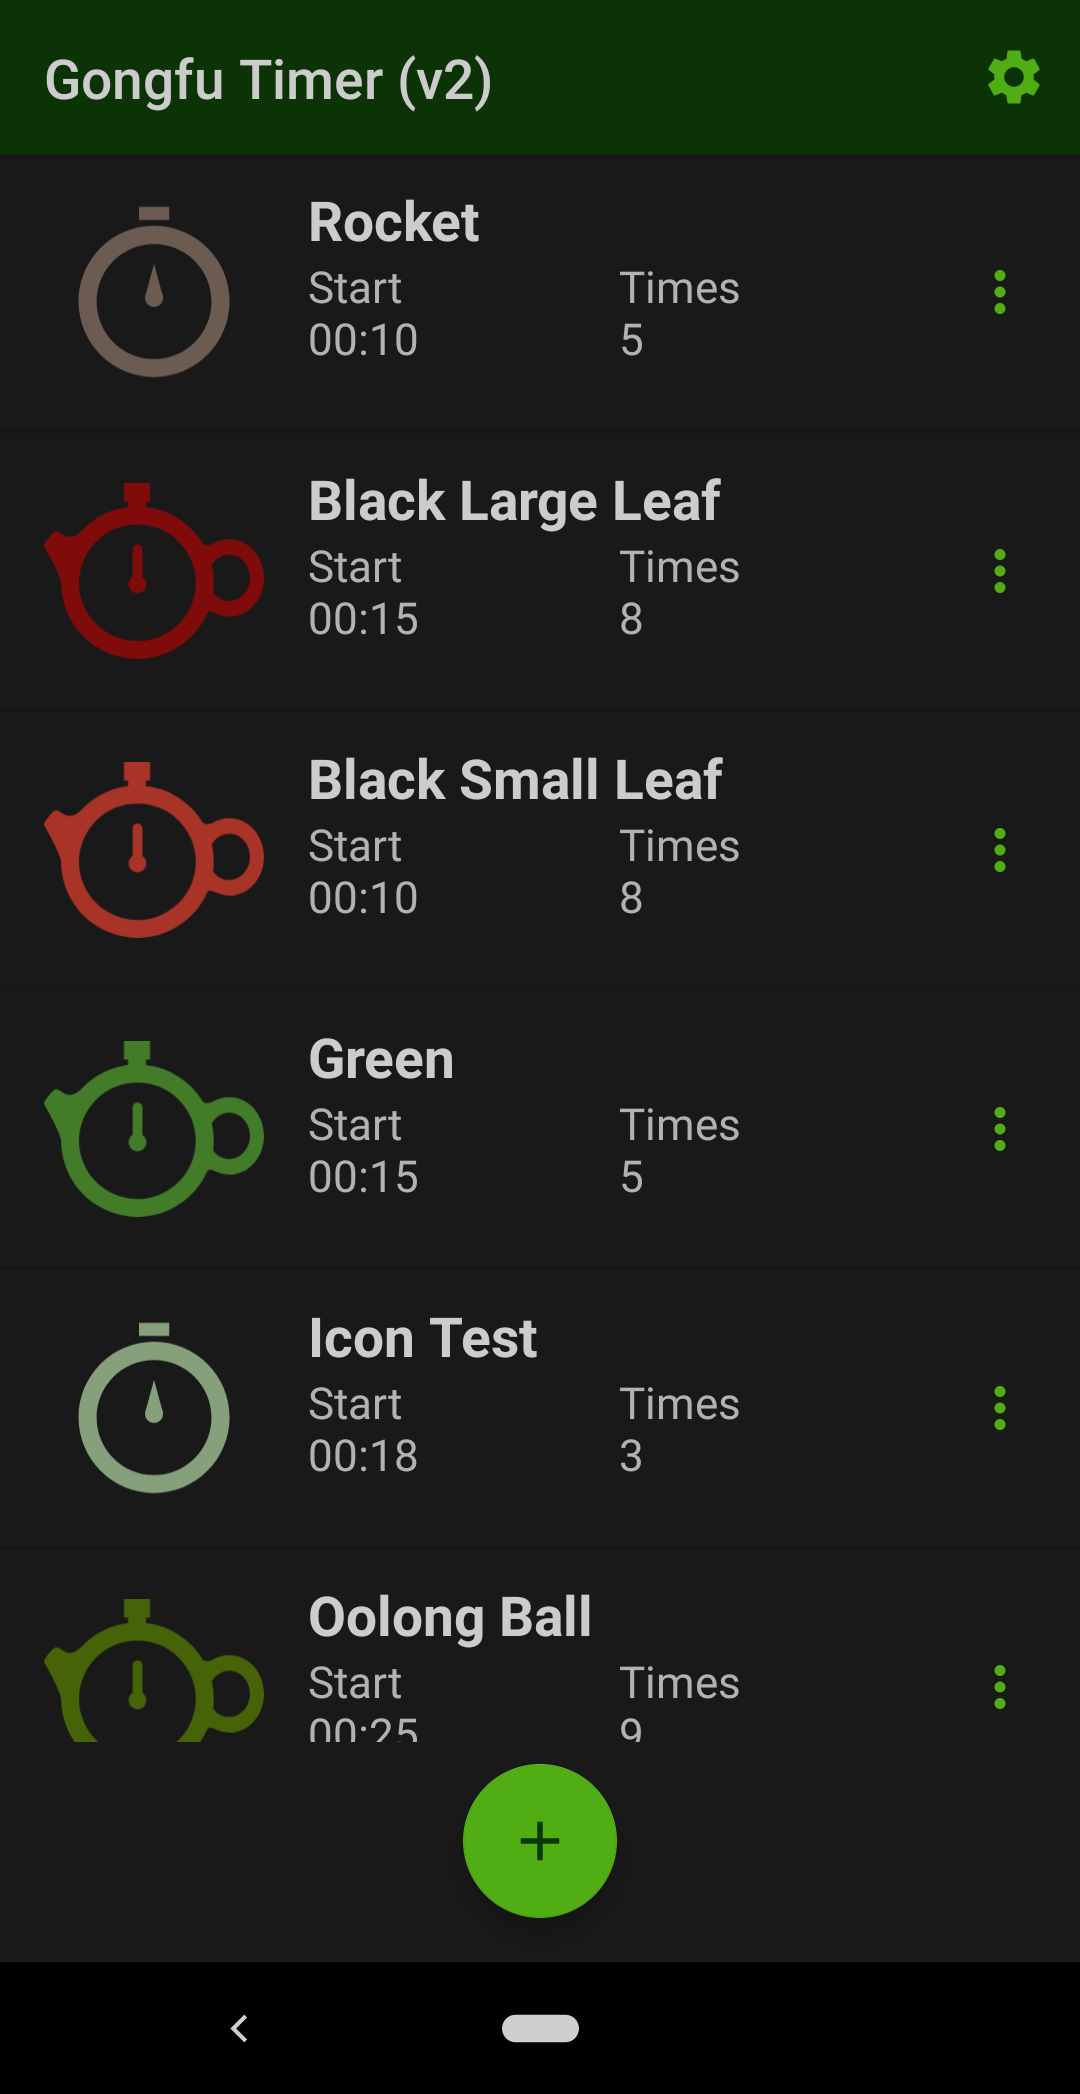 Gongfu Timer (v2)
Rocket
Start Times
00:10 5
Black Large Leaf
Start Times
00:15 8
Black Small Leaf
Start Times
00:10 8
Green
Start Times
00:15 5
Icon Test
Start Times
00:18 3
Oolong Ball
Start Times
00:25 9